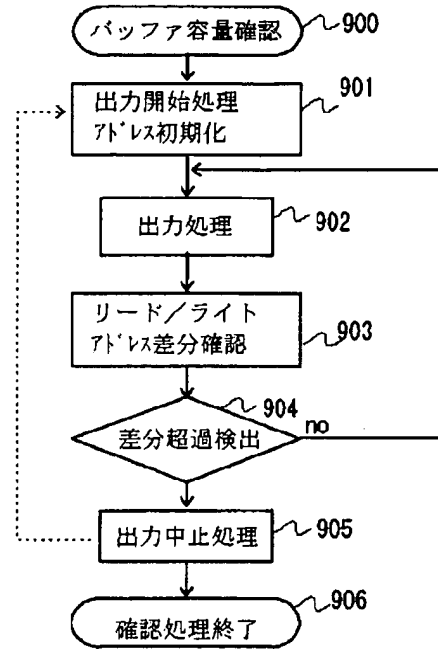 バッファ容量確認
900
出力開始処理
ｱﾄﾞﾚｽ初期化
901
出力処理
902
リード／ライト
ｱﾄﾞﾚｽ差分確認
903
904
差分超過検出
no
出力中止処理
905
確認処理終了
906